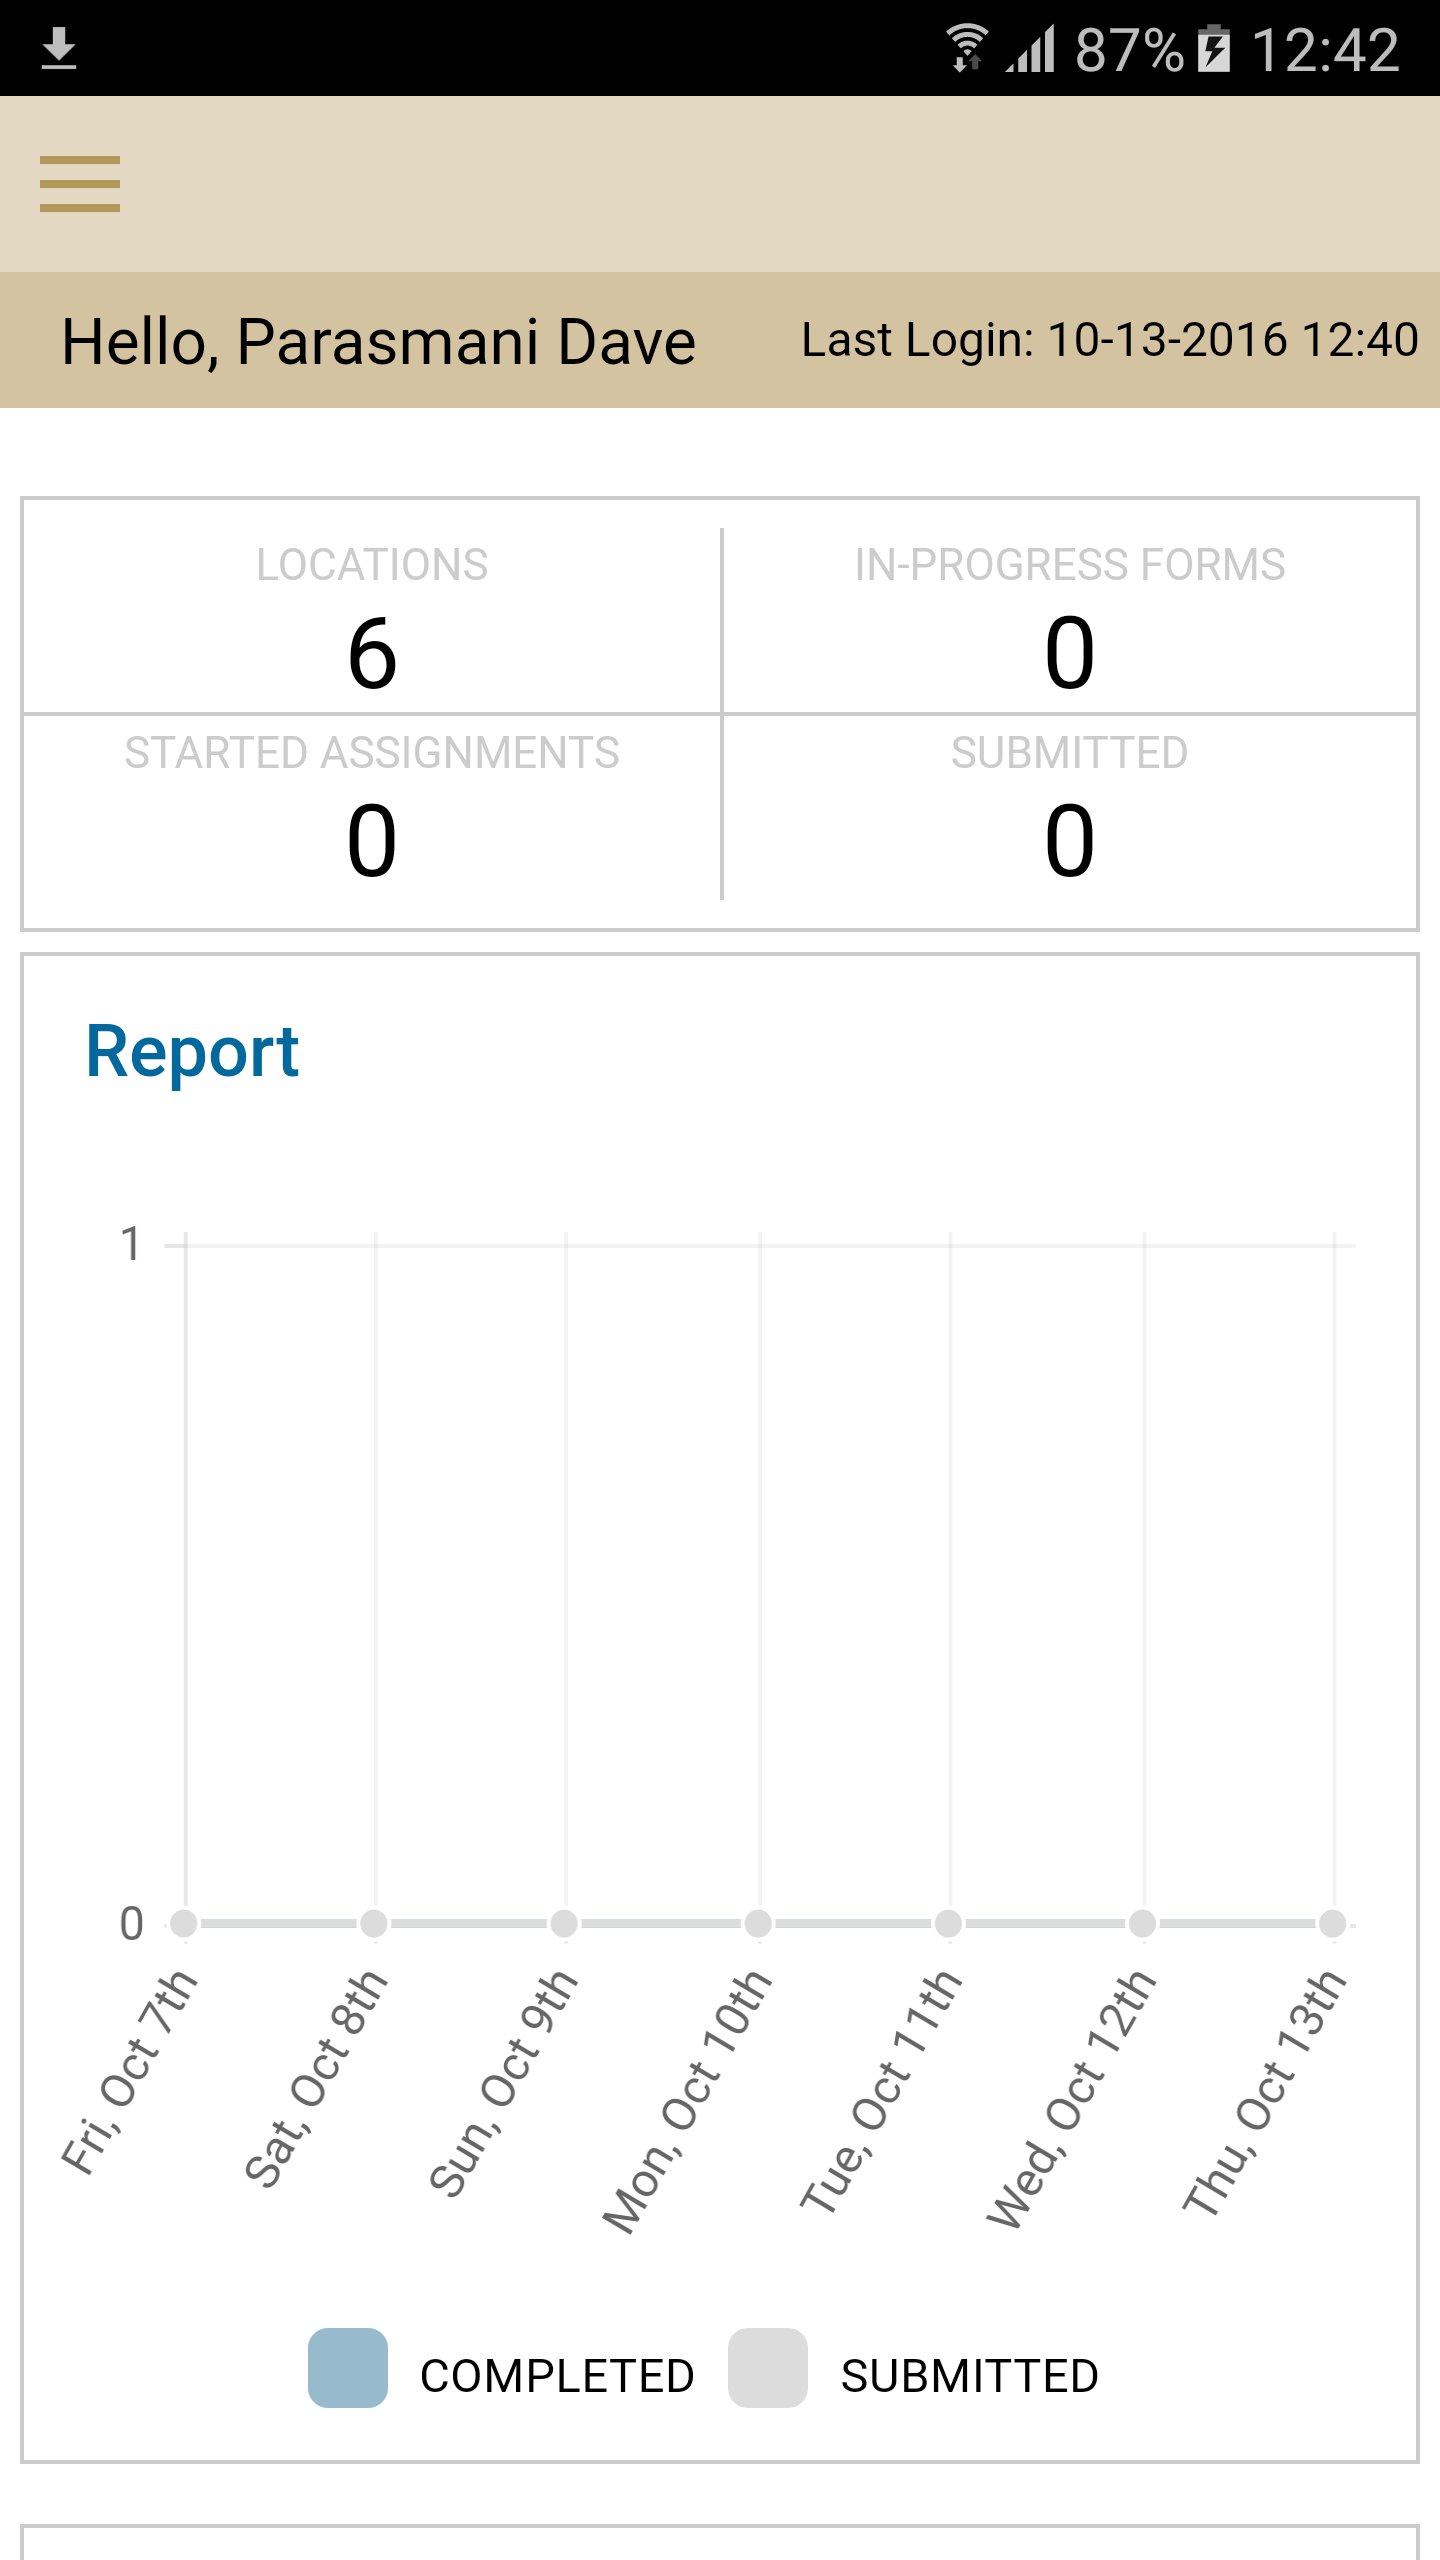 87% 12:42
Hello, Parasmani Dave
Last Login: 10-13-2016 12:40
LOCATIONS
6
IN-PROGRESS FORMS
0
STARTED ASSIGNMENTS
0
SUBMITTED
0
Report
1
0
Fri, Oct 7th
Sat, Oct 8th
Sun, Oct 9th
Mon, Oct 10th
Tue, Oct 11th
Wed, Oct 12th
Thu, Oct 13th
COMPLETED
SUBMITTED